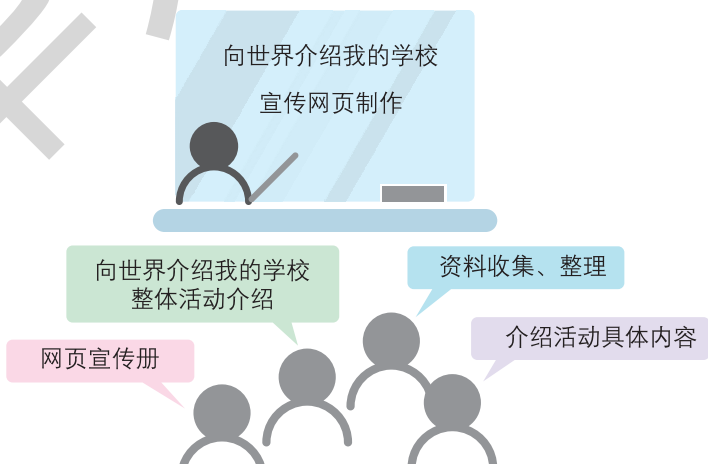 向世界介绍我的学校
宣传网页制作
向世界介绍我的学校
整体活动介绍
资料收集、整理
介绍活动具体内容
网页宣传册